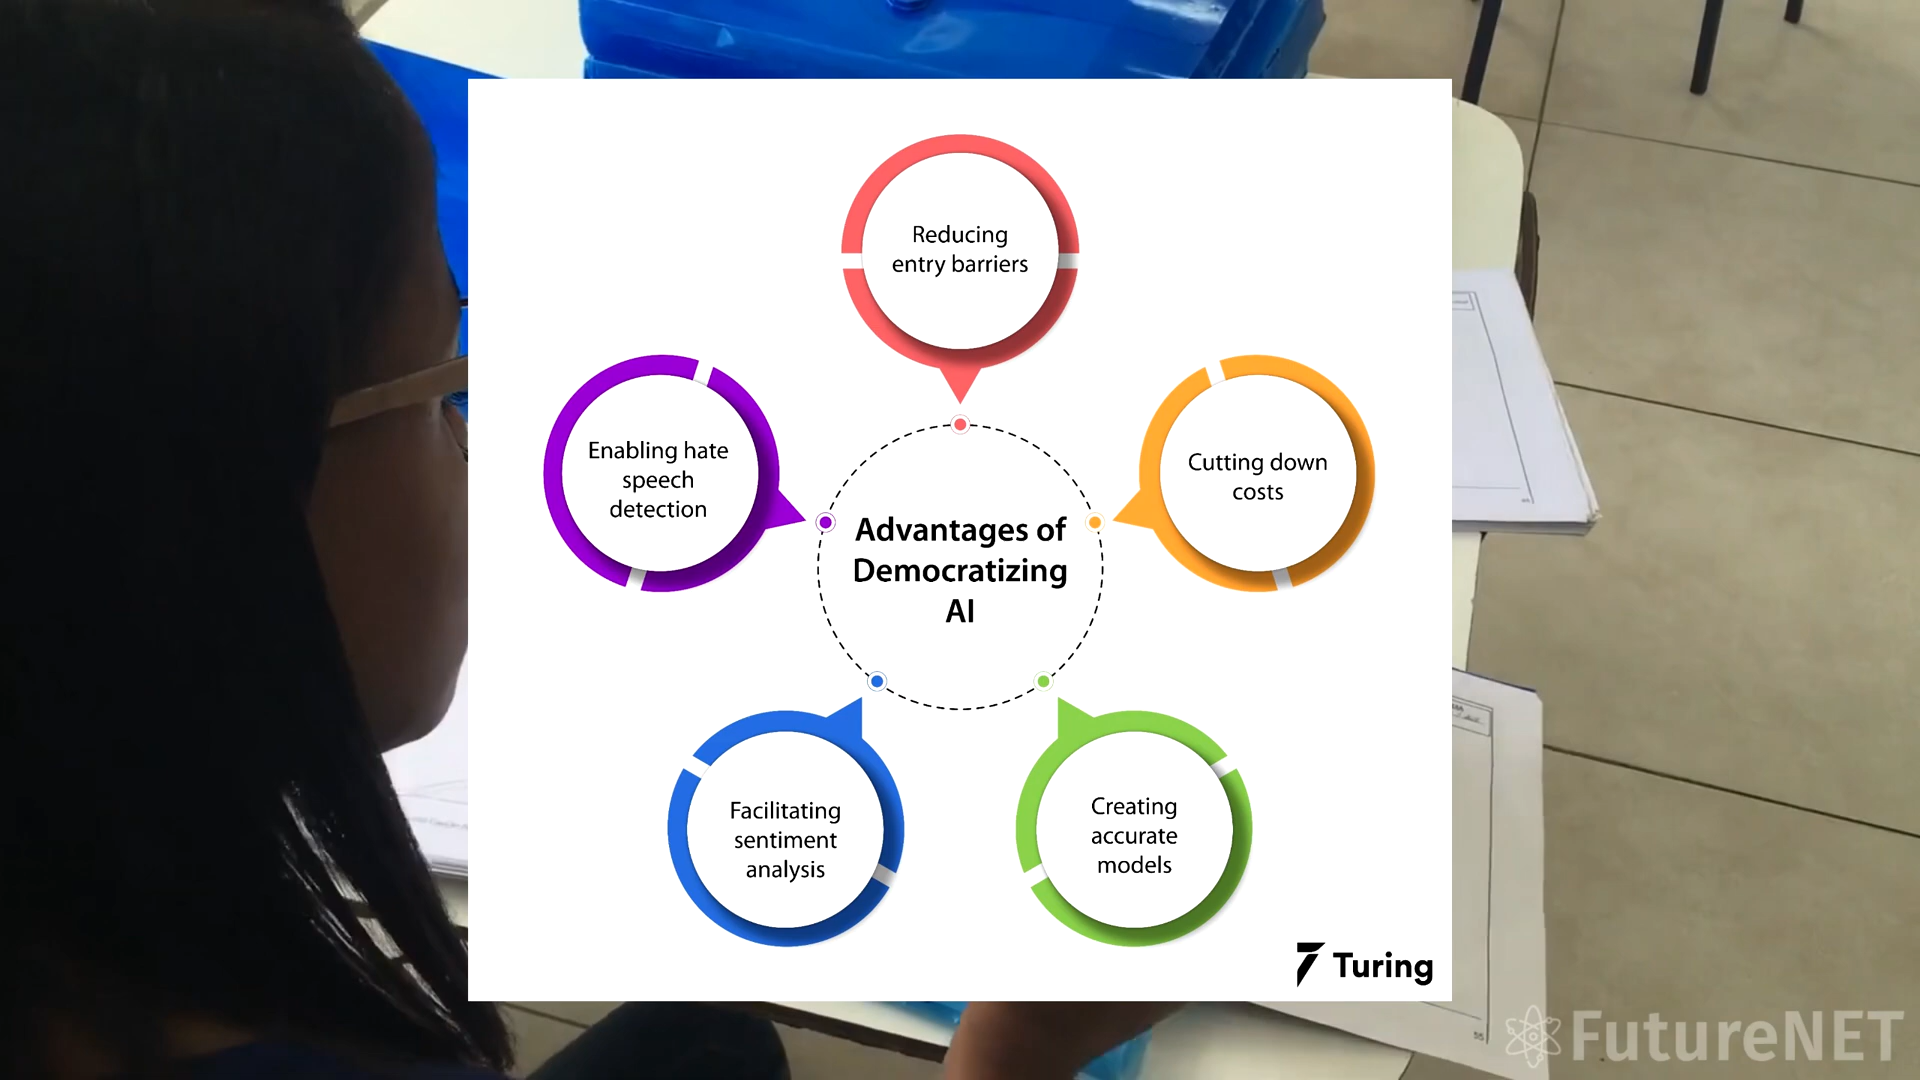 Reducing
entry barriers
Enabling hate
speech
detection
Cutting down
costs
Advantages of
Democratizing
AI
Facilitating
sentiment
analysis
Creating
accurate
models
Turing
FutureNET